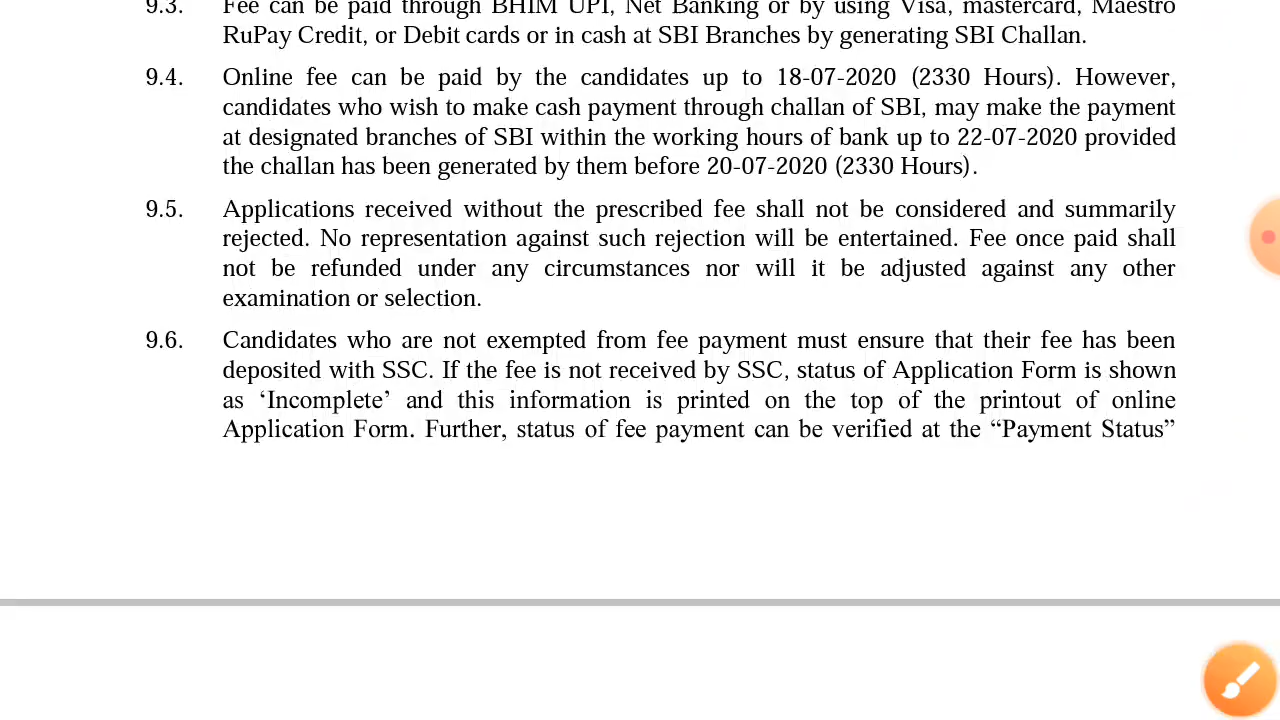 9.3. Fee can be paid through BHIM UPI, Net Banking or by using Visa, mastercard, Maestro
RuPay Credit, or Debit cards or in cash at SBI Branches by generating SBI Challan.
9.4. Online fee can be paid by the candidates up to 18-07-2020 (2330 Hours). However,
candidates who wish to make cash payment through challan of SBI, may make the payment
at designated branches of SBI within the working hours of bank up to 22-07-2020 provided
the challan has been generated by them before 20-07-2020 (2330 Hours).
9.5. Applications received without the prescribed fee shall not be considered and summarily
rejected. No representation against such rejection will be entertained. Fee once paid shall
not be refunded under any circumstances nor will it be adjusted against any other
examination or selection.
9.6. Candidates who are not exempted from fee payment must ensure that their fee has been
deposited with SSC. If the fee is not received by SSC, status of Application Form is shown
as ‘Incomplete’ and this information is printed on the top of the printout of online
Application Form. Further, status of fee payment can be verified at the “Payment Status”